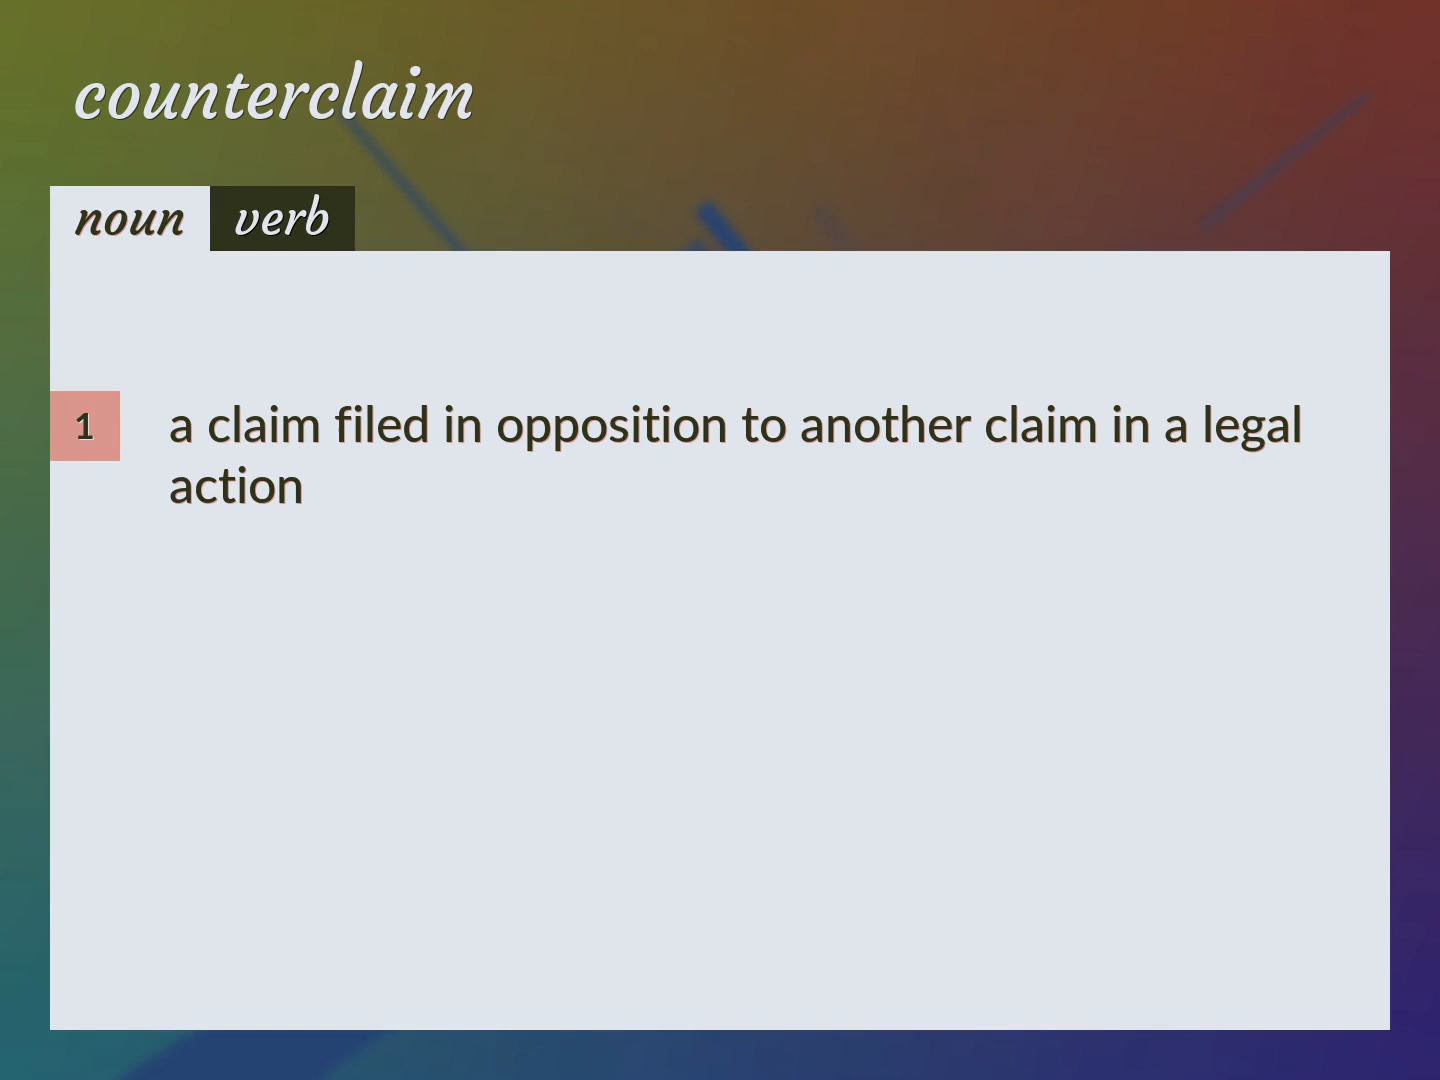 counterclaim
noun verb
1 a claim filed in opposition to another claim in a legal
action